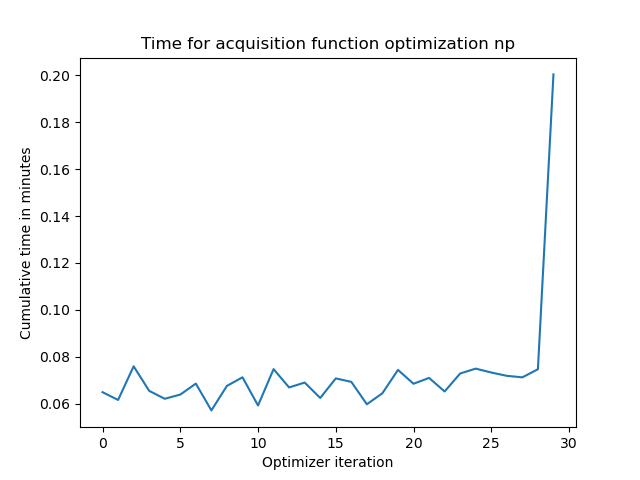 Time for acquisition function optimization np
Cumulative time in minutes
0.20
0.18
0.16
0.14
0.12
0.10
0.08
0.06
0 5 10 15 20 25 30
Optimizer iteration